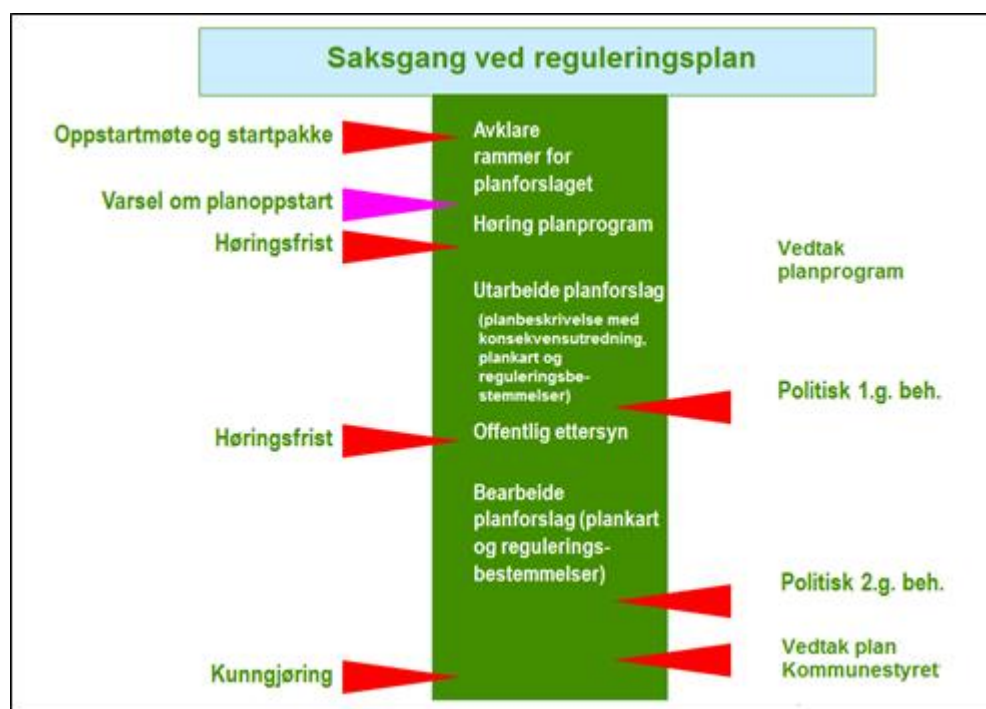 Saksgang ved reguleringsplan
Oppstartmøte og startpakke
Avklare
rammer for
planforslaget
Varsel om planoppstart
Høring planprogram
Høringsfrist
Vedtak
planprogram
Utarbeide planforslag
(planbeskrivelse med
konsekvensutredning,
plankart og
reguleringsbe-
stemmelser)
Politisk 1.g. beh.
Høringsfrist
Offentlig ettersyn
Bearbeide
planforslag (plankart
og regulerings-
bestemmelser)
Politisk 2.g. beh.
Vedtak plan
Kommunestyret
Kunngjøring